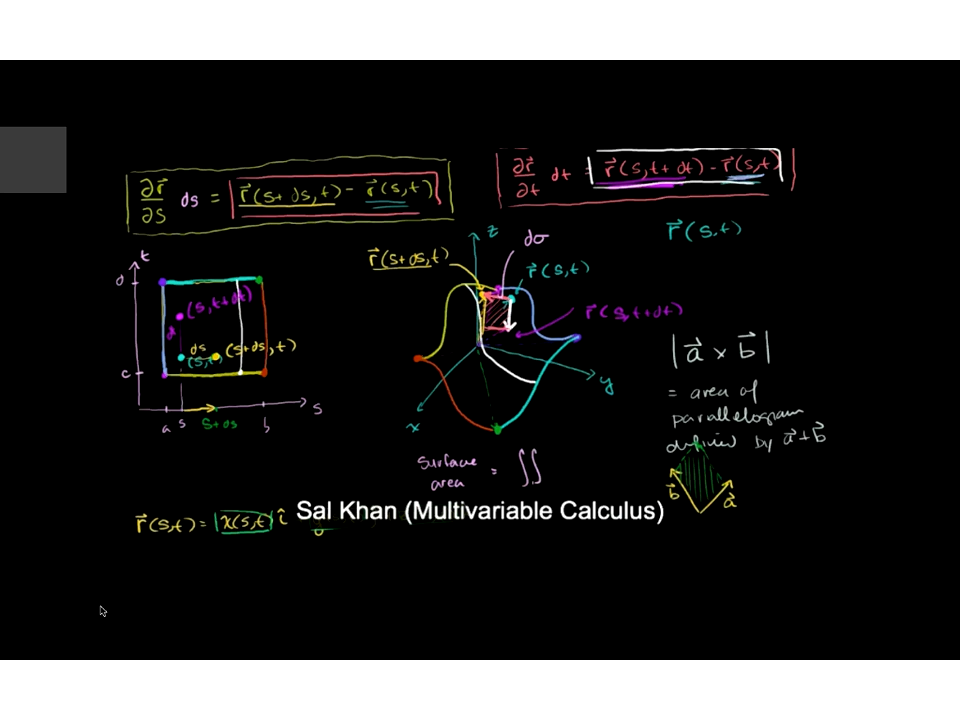 ∂r⃗/∂s ds = r⃗(s+ds,t) - r⃗(s,t)
∂r⃗/∂t dt = r⃗(s,t+dt) - r⃗(s,t)
r⃗(s,t)
z
dσ
r⃗(s+ds,t)
r⃗(s,t)
t
d
(s,t+dt)
r⃗(s,t+dt)
ds
(s,t)
(s+ds,t)
c
s
a s b
s+ds
x
y
|a⃗ × b⃗|
= area of
parallelogram
defined by a⃗+b⃗
surface
area = ∫∫
b⃗
a⃗
r⃗(s,t) = x(s,t) î
Sal Khan (Multivariable Calculus)